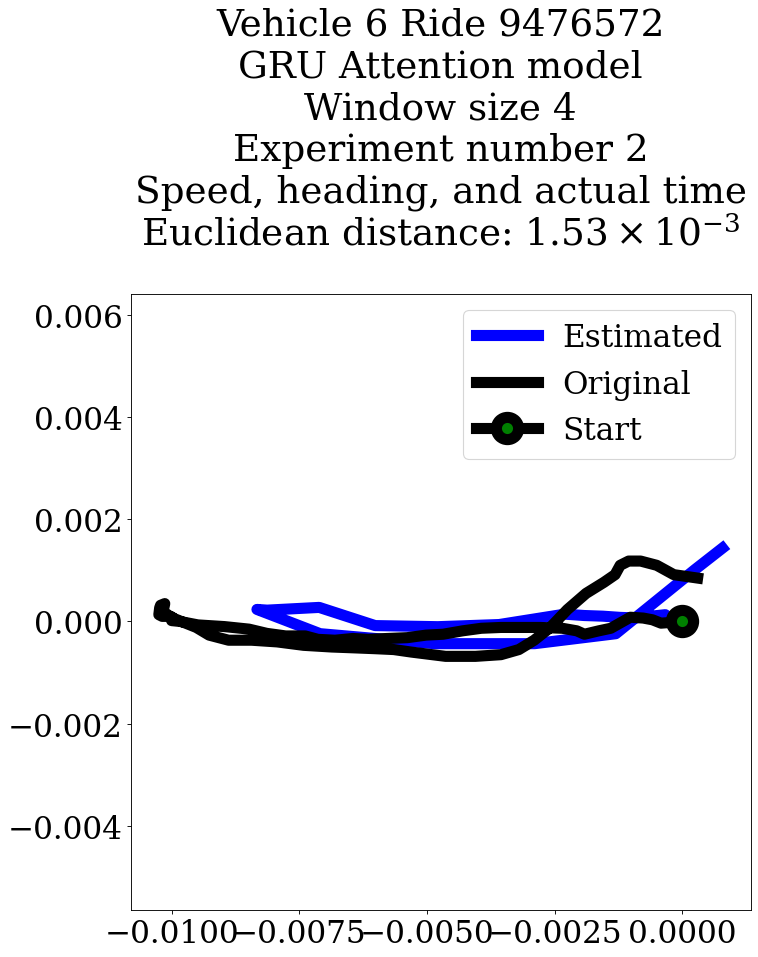 Vehicle 6 Ride 9476572
GRU Attention model
Window size 4
Experiment number 2
Speed, heading, and actual time
Euclidean distance: 1.53 × 10⁻³
Estimated
Original
Start
0.006
0.004
0.002
0.000
−0.002
−0.004
−0.0100 −0.0075 −0.0050 −0.0025 0.0000